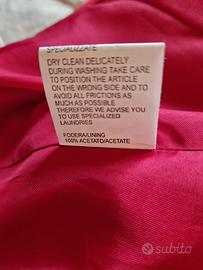 SPECIALIZZATE
DRY CLEAN DELICATELY
DURING WASHING TAKE CARE
TO POSITION THE ARTICLE
ON THE WRONG SIDE AND TO
AVOID ALL FRICTIONS AS
MUCH AS POSSIBLE
THEREFORE WE ADVISE YOU
TO USE SPECIALIZED
LAUNDRIES
FODERA/LINING
100% ACETATO/ACETATE
subito